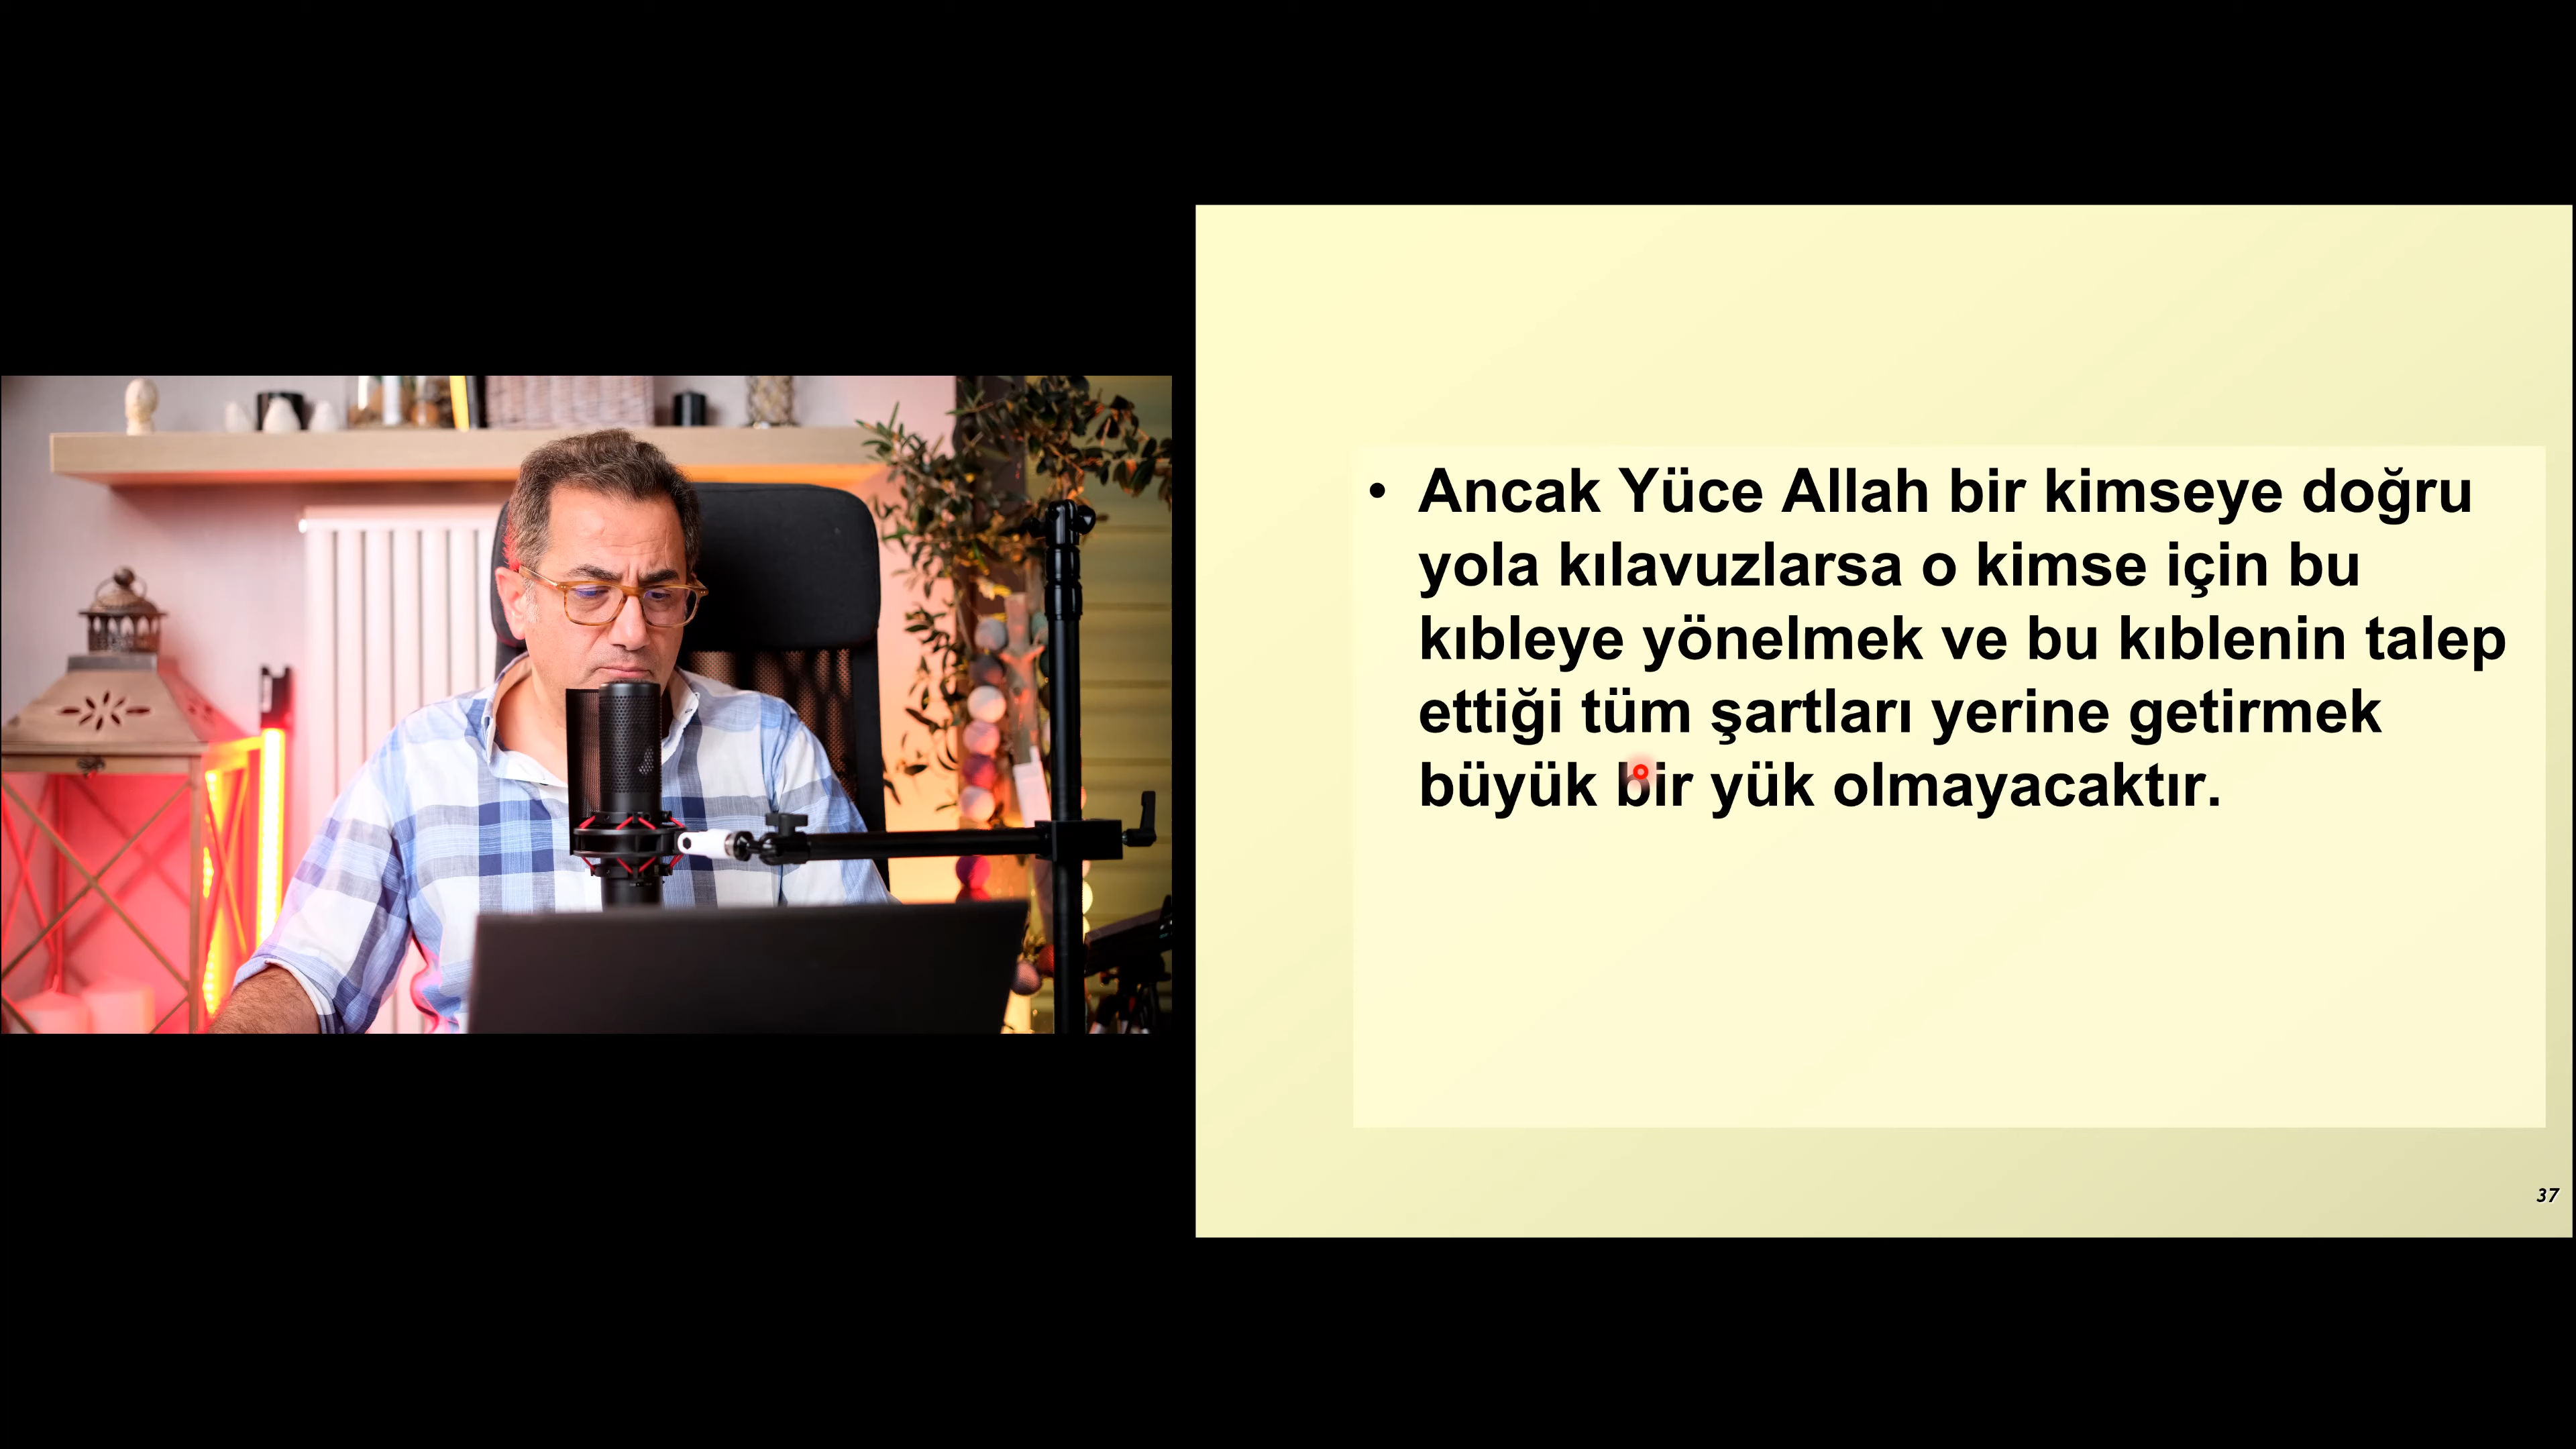 • Ancak Yüce Allah bir kimseye doğru
yola kılavuzlarsa o kimse için bu
kıbleye yönelmek ve bu kıblenin talep
ettiği tüm şartları yerine getirmek
büyük bir yük olmayacaktır.
37